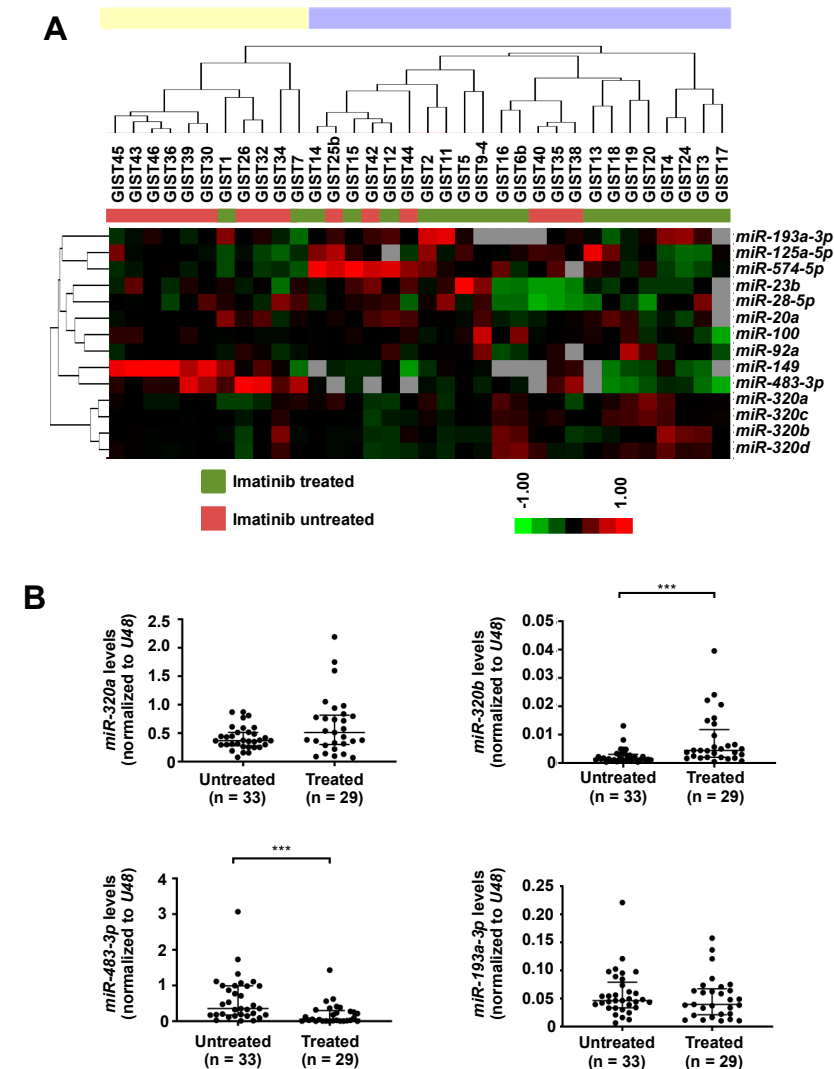 A
GIST45
GIST43
GIST46
GIST36
GIST39
GIST30
GIST1
GIST26
GIST32
GIST34
GIST7
GIST14
GIST25b
GIST15
GIST42
GIST12
GIST44
GIST2
GIST11
GIST5
GIST9-4
GIST16
GIST6b
GIST40
GIST35
GIST38
GIST13
GIST18
GIST19
GIST20
GIST4
GIST24
GIST3
GIST17
miR-193a-3p
miR-125a-5p
miR-574-5p
miR-23b
miR-28-5p
miR-20a
miR-100
miR-92a
miR-149
miR-483-3p
miR-320a
miR-320c
miR-320b
miR-320d
Imatinib treated
Imatinib untreated
-1.00
1.00
B
miR-320a levels
(normalized to U48)
2.5
2.0
1.5
1.0
0.5
0
Untreated
(n = 33)
Treated
(n = 29)
miR-320b levels
(normalized to U48)
0.05
0.04
0.03
0.02
0.01
0
***
Untreated
(n = 33)
Treated
(n = 29)
miR-483-3p levels
(normalized to U48)
4
3
2
1
0
***
Untreated
(n = 33)
Treated
(n = 29)
miR-193a-3p levels
(normalized to U48)
0.25
0.20
0.15
0.10
0.05
0
Untreated
(n = 33)
Treated
(n = 29)